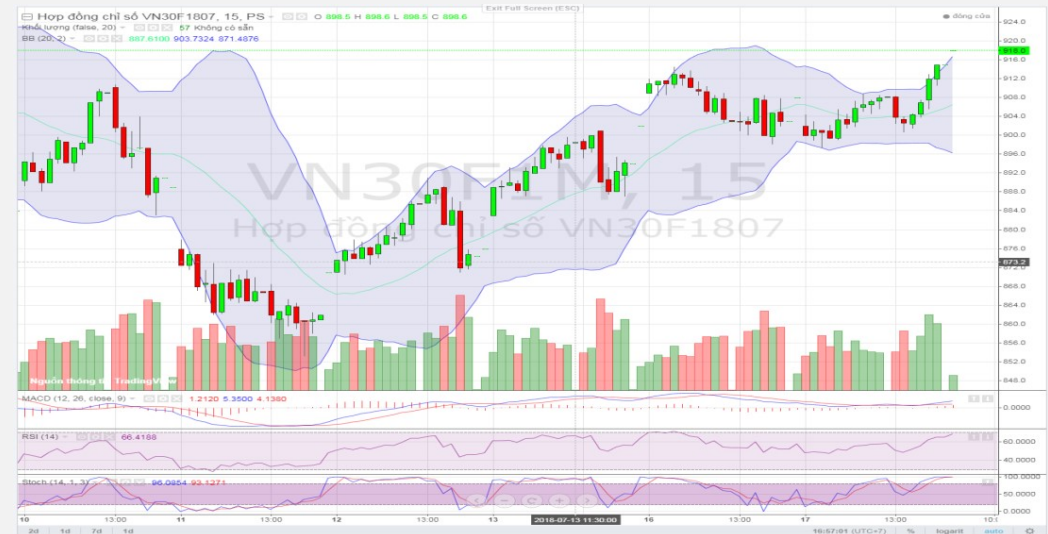 Exit Full Screen (ESC)
Hợp đồng chỉ số VN30F1807, 15, PS O 898.5 H 898.6 L 898.5 C 898.6
đóng cửa
Khối lượng (false, 20) 57 Không có sẵn
BB (20, 2) 887.6100 903.7324 871.4876
924.0
920.0
918.0
916.0
912.0
908.0
904.0
900.0
896.0
892.0
888.0
884.0
880.0
876.0
873.2
872.0
868.0
864.0
860.0
856.0
852.0
848.0
VN30F1M, 15
Hợp đồng chỉ số VN30F1807
Nguồn thông tin TradingView
MACD (12, 26, close, 9) 1.2120 5.3500 4.1380
0.0000
RSI (14) 66.4188
60.0000
40.0000
Stoch (14, 1, 3) 96.0854 93.1271
100.0000
50.0000
0.0000
10 13:00 11 13:00 12 13:00 13 2018-07-13 11:30:00 16 13:00 17 13:00 10:0
2d 1d 7d 1d 16:57:01 (UTC+7) % logarit auto